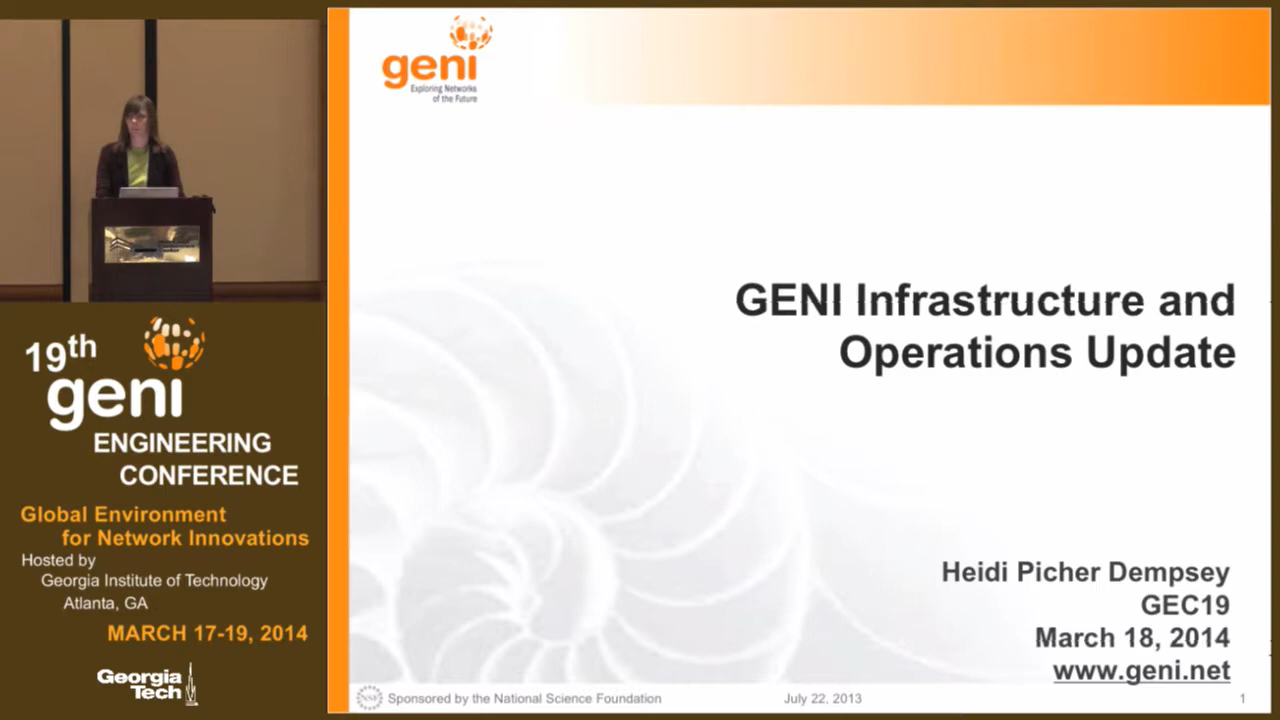 19th
geni
ENGINEERING
CONFERENCE
Global Environment
for Network Innovations
Hosted by
Georgia Institute of Technology
Atlanta, GA
MARCH 17-19, 2014
Georgia
Tech
geni
Exploring Networks
of the Future
GENI Infrastructure and
Operations Update
Heidi Picher Dempsey
GEC19
March 18, 2014
www.geni.net
NSF
Sponsored by the National Science Foundation
July 22, 2013
1